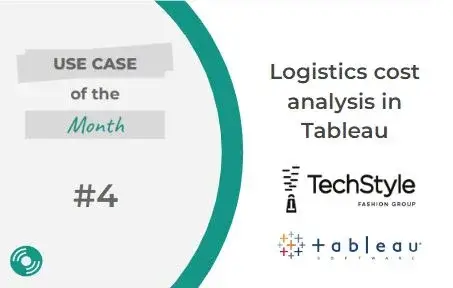 USE CASE
of the
Month
#4
Logistics cost
analysis in
Tableau
TechStyle
FASHION GROUP
+ableau
SOFTWARE